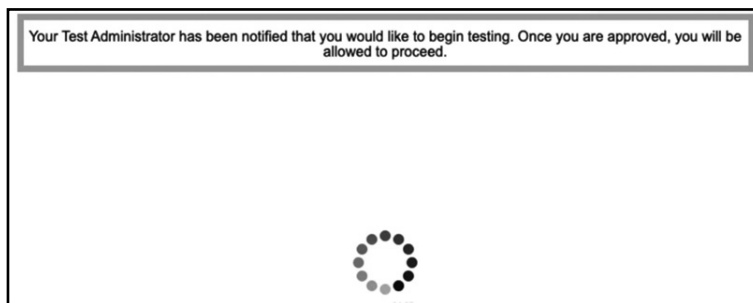 Your Test Administrator has been notified that you would like to begin testing. Once you are approved, you will be
allowed to proceed.